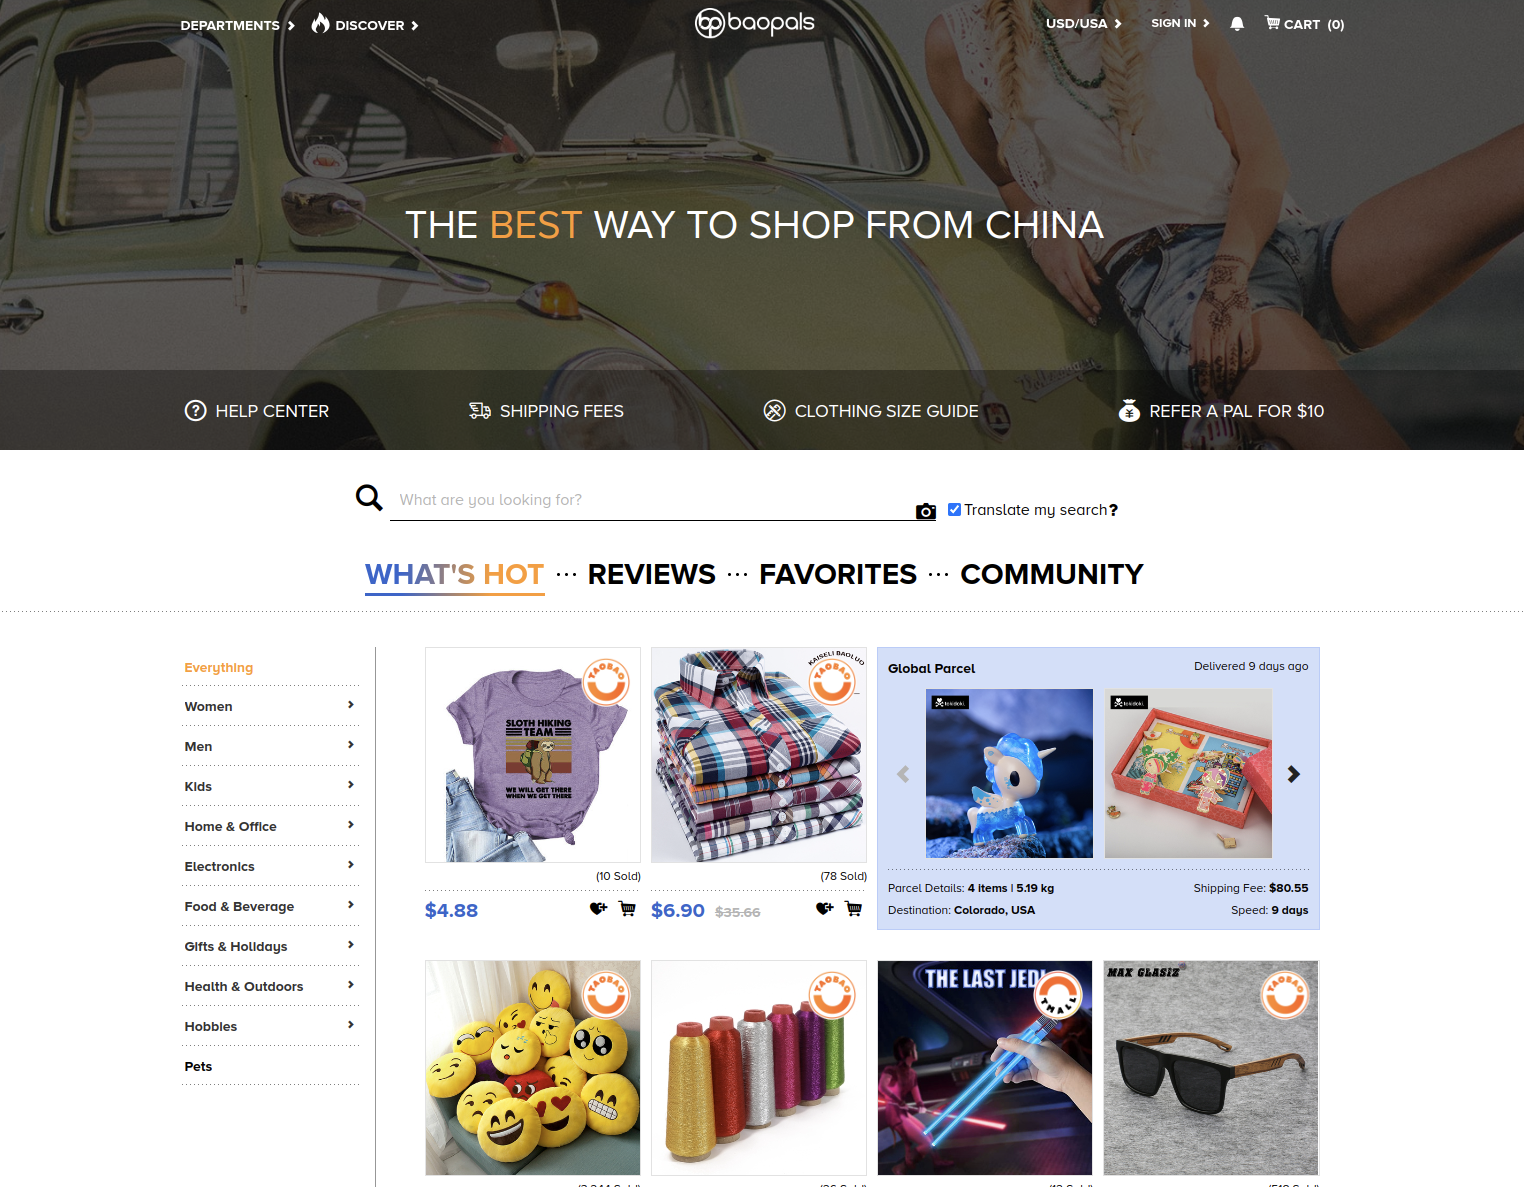 DEPARTMENTS
DISCOVER
baopals
USD/USA
SIGN IN
CART (0)
THE BEST WAY TO SHOP FROM CHINA
HELP CENTER
SHIPPING FEES
CLOTHING SIZE GUIDE
REFER A PAL FOR $10
What are you looking for?
Translate my search?
WHAT'S HOT ··· REVIEWS ··· FAVORITES ··· COMMUNITY
Everything
Women
Men
Kids
Home & Office
Electronics
Food & Beverage
Gifts & Holidays
Health & Outdoors
Hobbies
Pets
TAOBAO
SLOTH HIKING
TEAM
WE WILL GET THERE
WHEN WE GET THERE
(10 Sold)
$4.88
KAISELI BAOLUO
TAOBAO
(78 Sold)
$6.90 $35.66
Global Parcel
Delivered 9 days ago
tokidoki
tokidoki
Parcel Details: 4 items | 5.19 kg
Shipping Fee: $80.55
Destination: Colorado, USA
Speed: 9 days
TAOBAO
TAOBAO
THE LAST JEDI
TMALL
MAX GLASIZ
TAOBAO